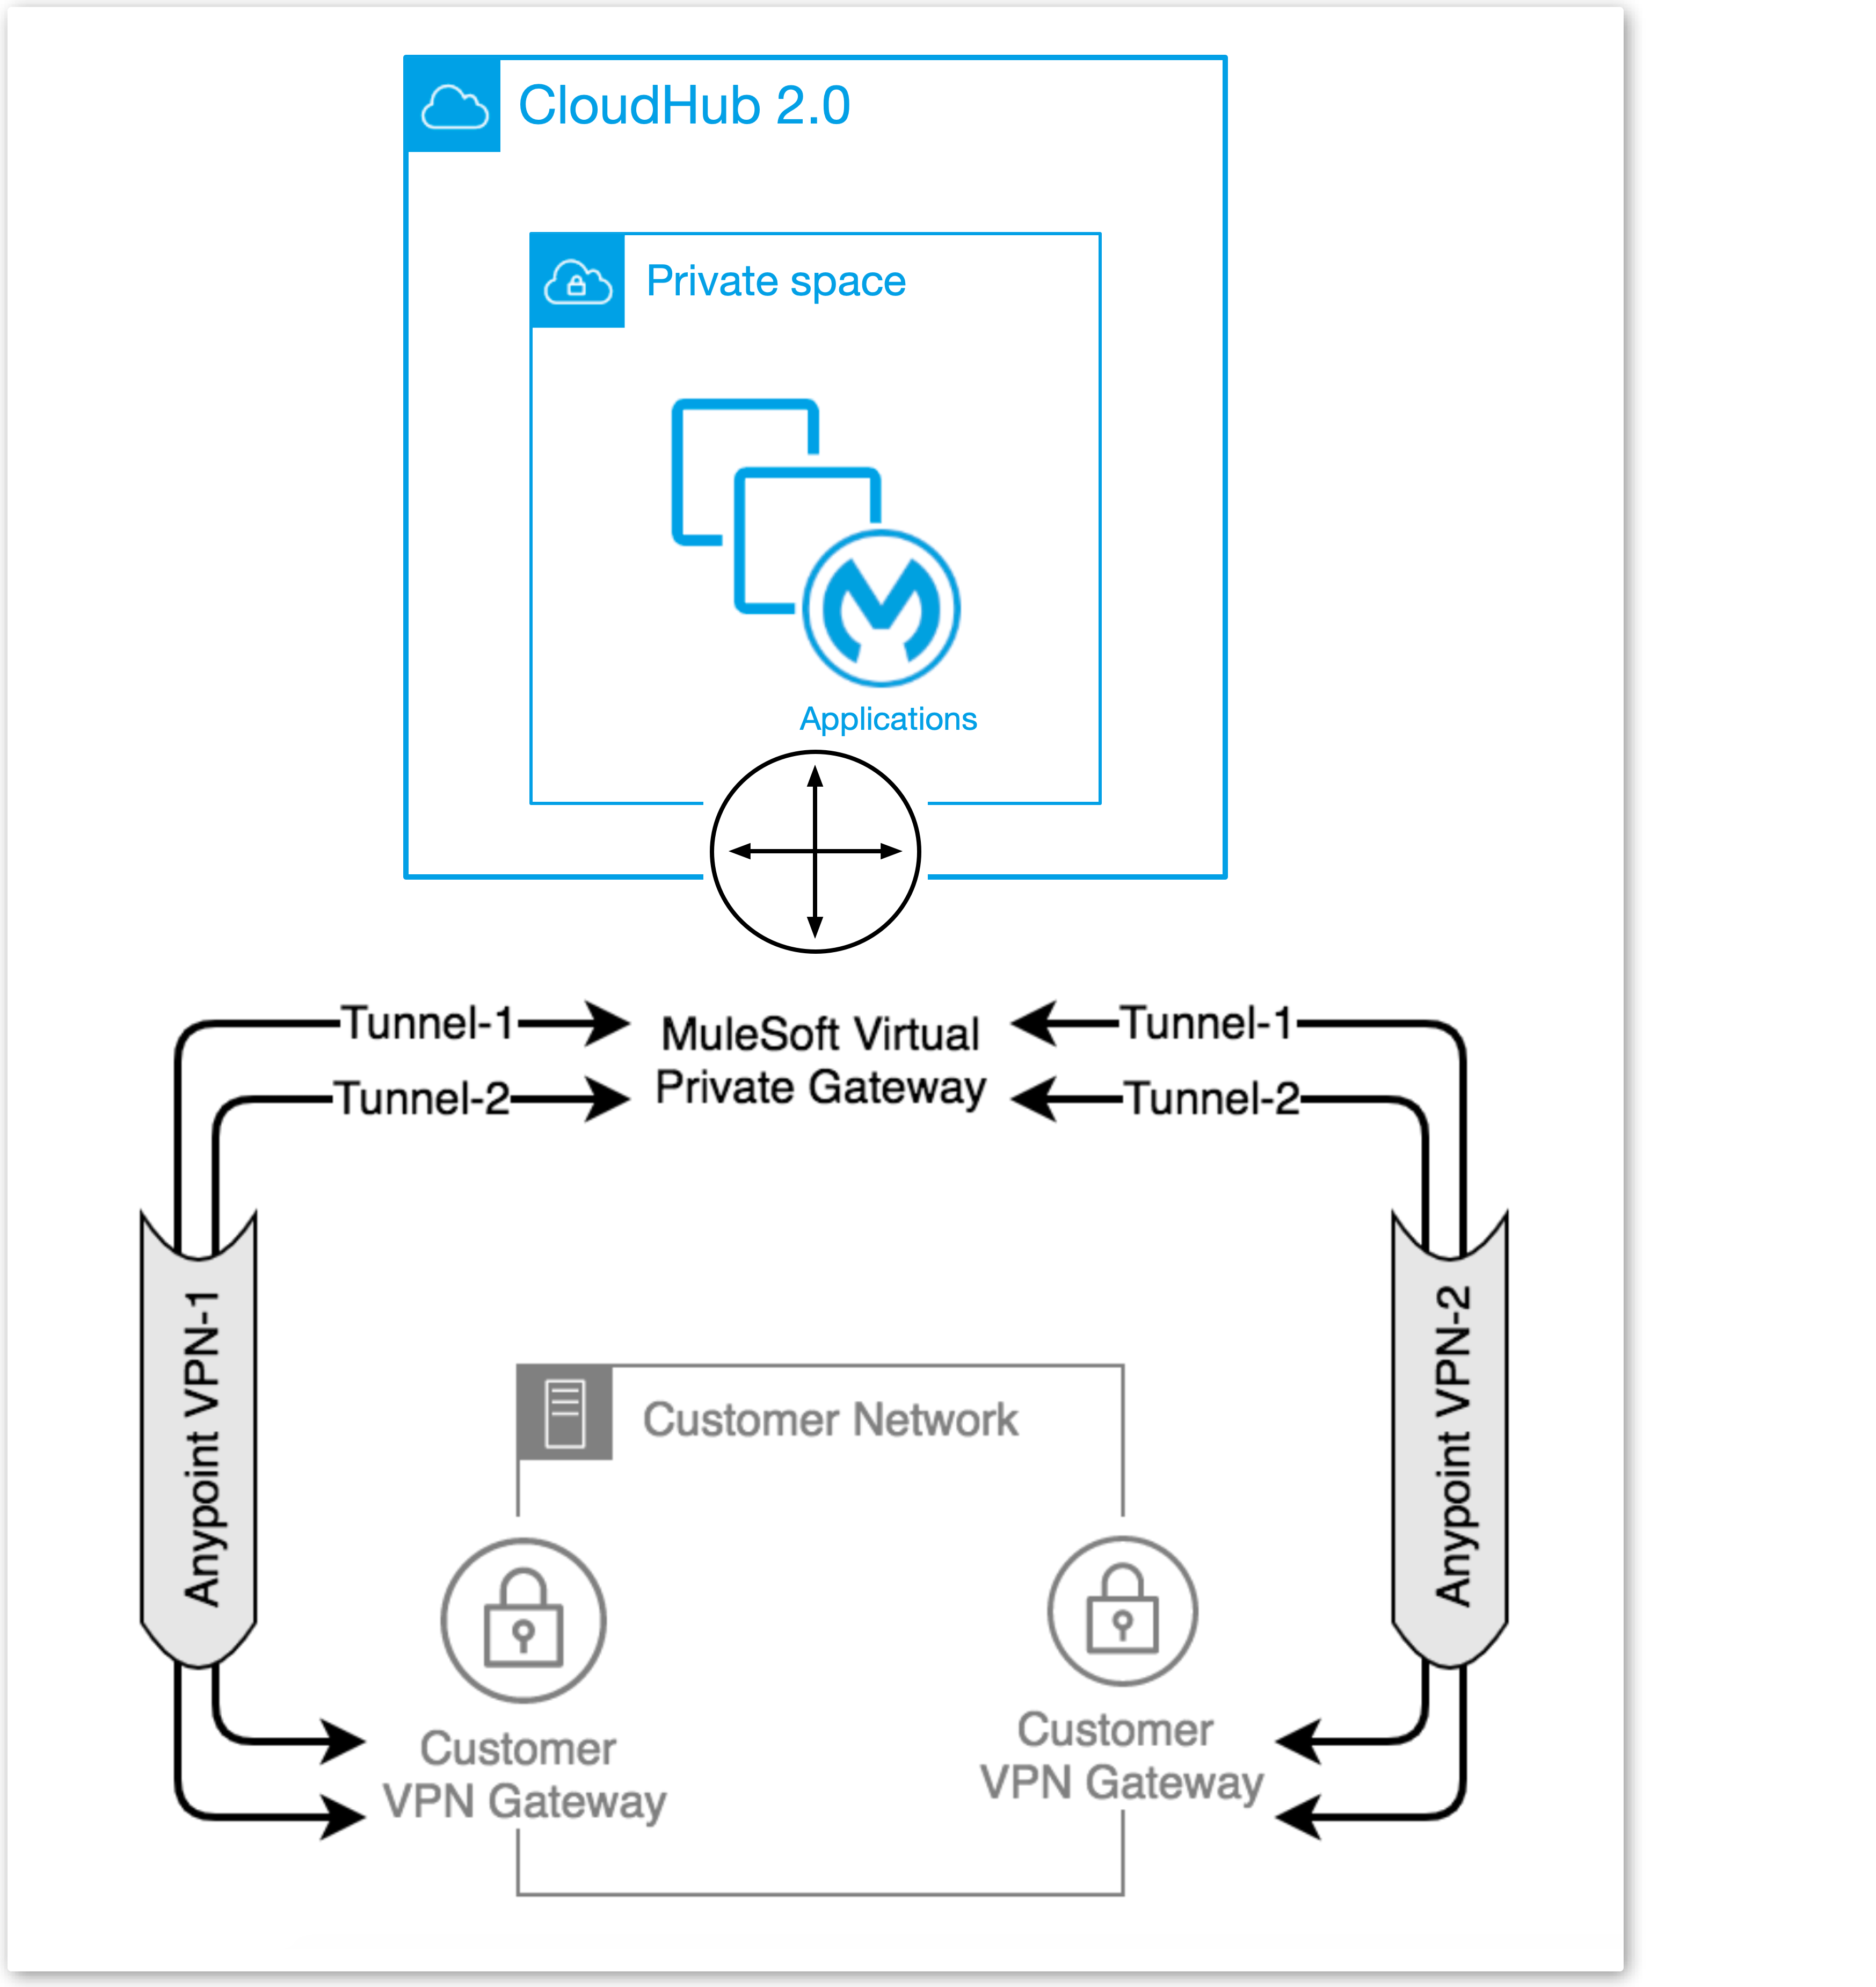 CloudHub 2.0
Private space
Applications
Tunnel-1
Tunnel-2
MuleSoft Virtual
Private Gateway
Tunnel-1
Tunnel-2
Anypoint VPN-1
Anypoint VPN-2
Customer Network
Customer
VPN Gateway
Customer
VPN Gateway